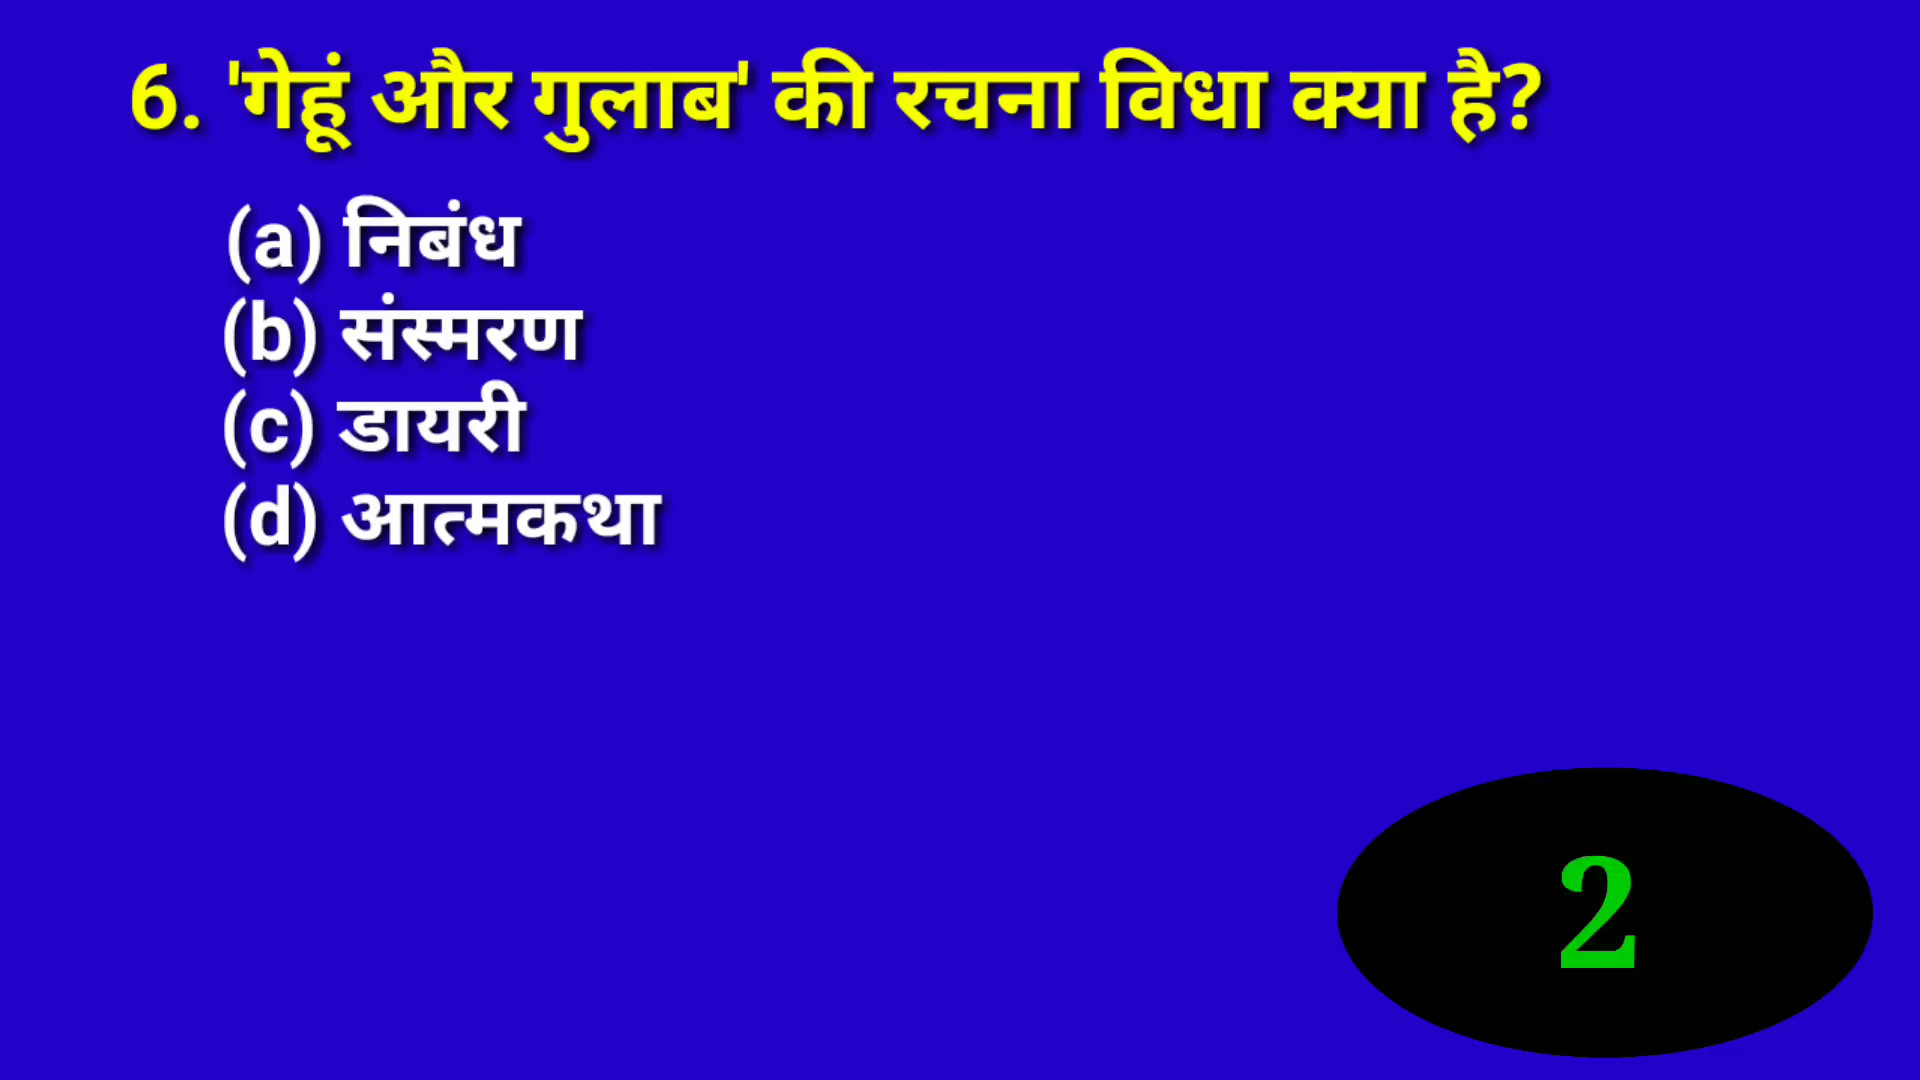 6. 'गेहूं और गुलाब' की रचना विधा क्या है?
(a) निबंध
(b) संस्मरण
(c) डायरी
(d) आत्मकथा
2